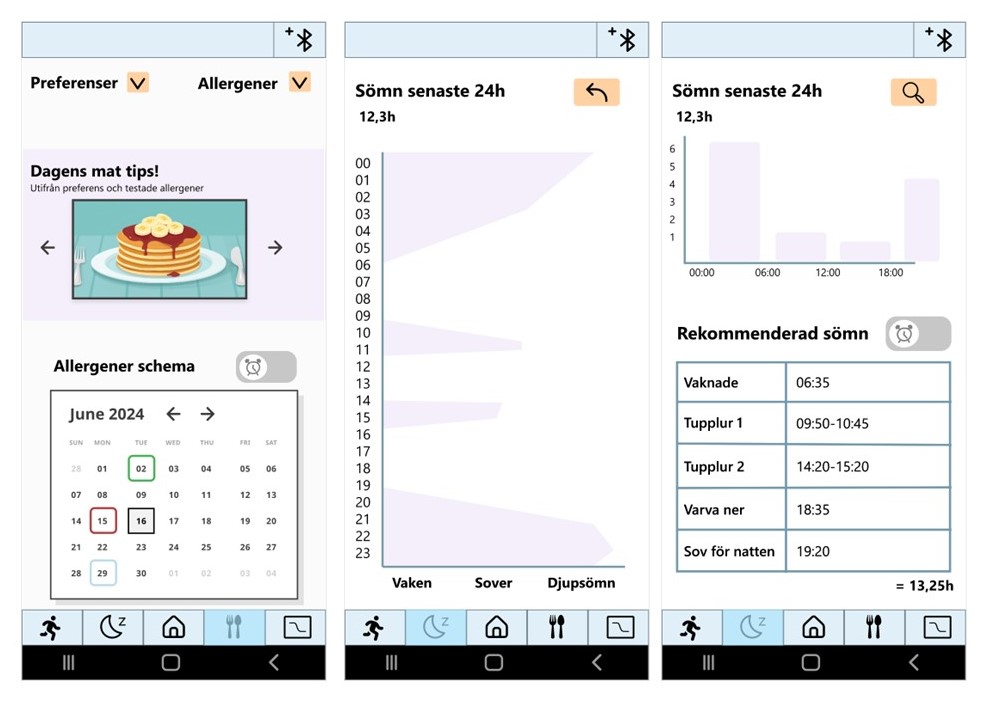 Preferenser
Allergener
Dagens mat tips!
Utifrån preferens och testade allergener
Allergener schema
June 2024
SUN MON TUE WED THU FRI SAT
28 01 02 03 04 05 06
07 08 09 10 11 12 13
14 15 16 17 18 19 20
21 22 23 24 25 26 27
28 29 30 01 02 03 04
Sömn senaste 24h
12,3h
00
01
02
03
04
05
06
07
08
09
10
11
12
13
14
15
16
17
18
19
20
21
22
23
Vaken Sover Djupsömn
z
Sömn senaste 24h
12,3h
6
5
4
3
2
1
00:00 06:00 12:00 18:00
Rekommenderad sömn
Vaknade 06:35
Tupplur 1 09:50-10:45
Tupplur 2 14:20-15:20
Varva ner 18:35
Sov för natten 19:20
= 13,25h
z
z